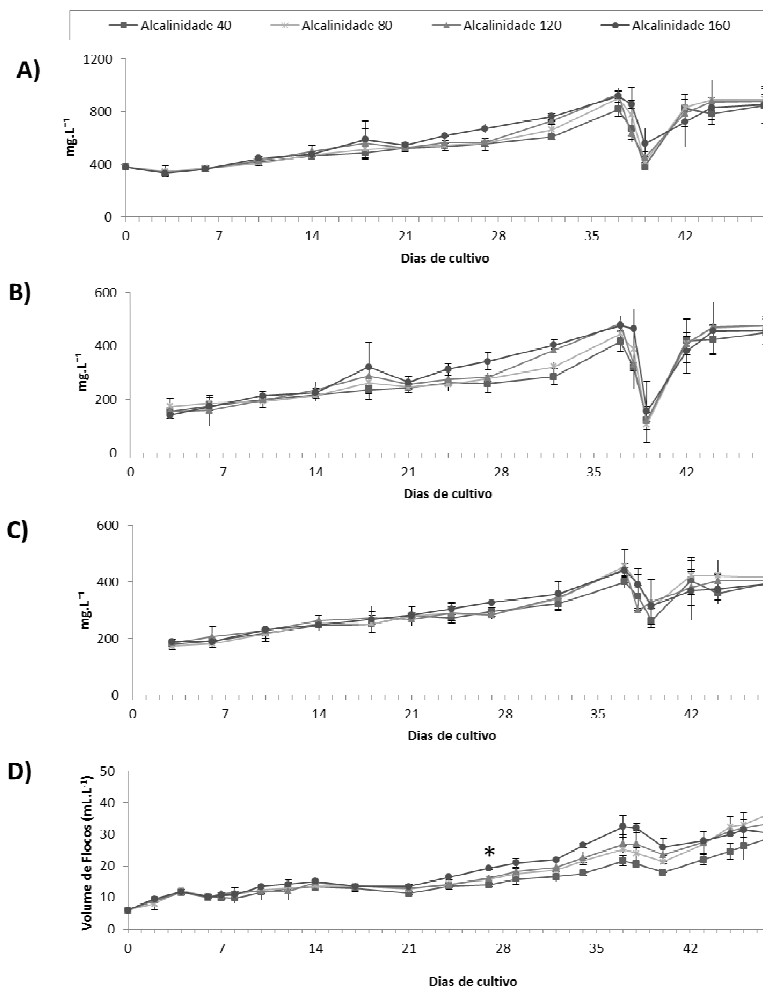 Alcalinidade 40 Alcalinidade 80 Alcalinidade 120 Alcalinidade 160
A)
1200
800
400
0
mg.L⁻¹
0 7 14 21 28 35 42
Dias de cultivo
B)
600
400
200
0
mg.L⁻¹
0 7 14 21 28 35 42
Dias de cultivo
C)
600
400
200
0
mg.L⁻¹
0 7 14 21 28 35 42
Dias de cultivo
D)
50
40
30
20
10
0
Volume de Flocos (mL.L⁻¹)
*
0 7 14 21 28 35 42
Dias de cultivo